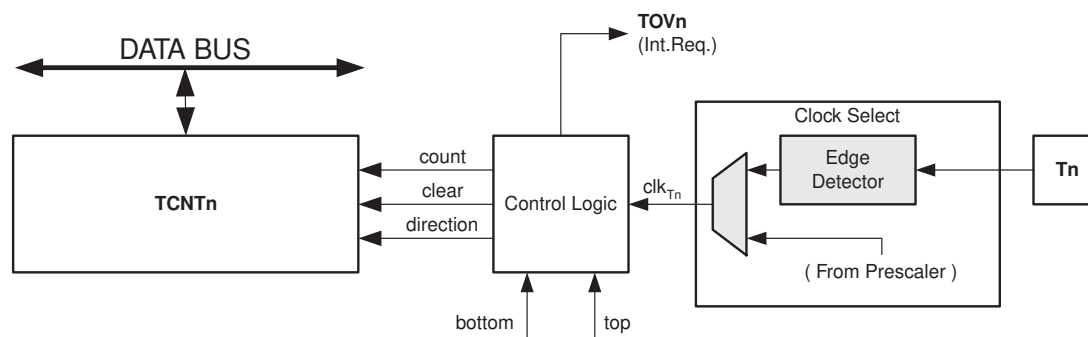 TOVn
(Int.Req.)
DATA BUS
Clock Select
count
clear
direction
TCNTn
Control Logic
clkTn
Edge
Detector
Tn
( From Prescaler )
bottom
top